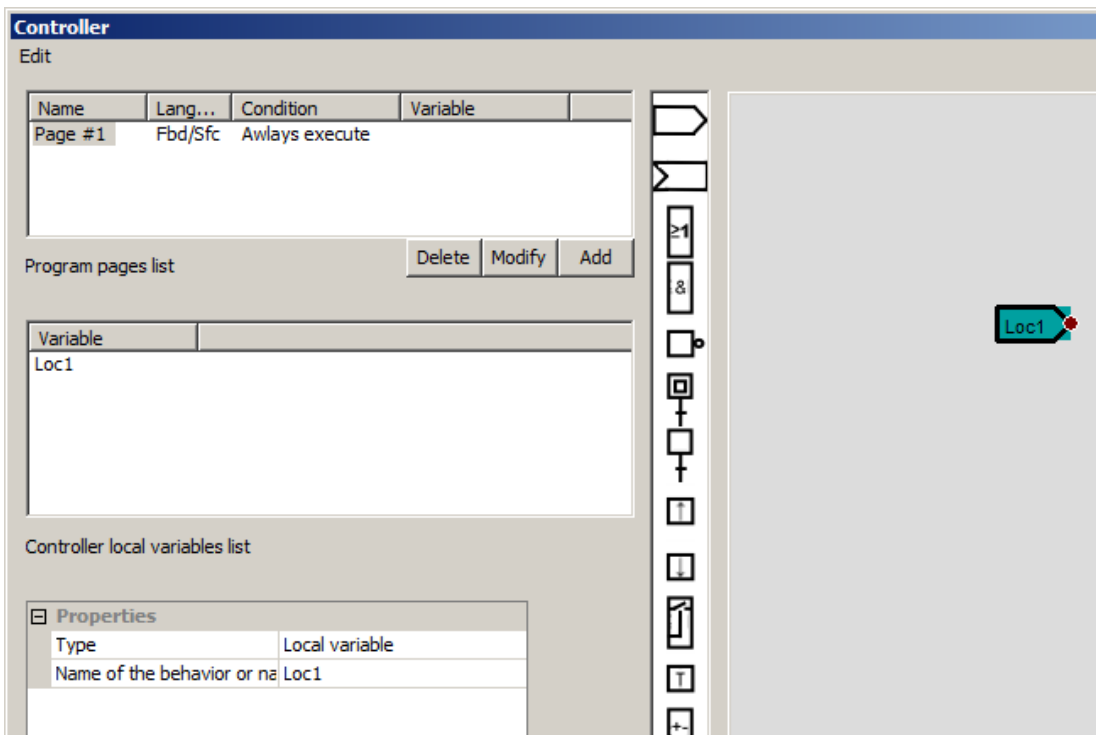 Controller
Edit
Name Lang... Condition Variable
Page #1 Fbd/Sfc Awlays execute
≥1
Delete Modify Add
Program pages list
&
Loc1
Variable
Loc1
Controller local variables list
Properties
Type Local variable
Name of the behavior or na Loc1
T
+-